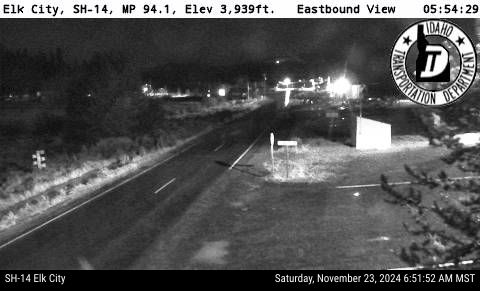 Elk City, SH-14, MP 94.1, Elev 3,939ft. Eastbound View 05:54:29
IDAHO
TRANSPORTATION DEPARTMENT
SH-14 Elk City Saturday, November 23, 2024 6:51:52 AM MST